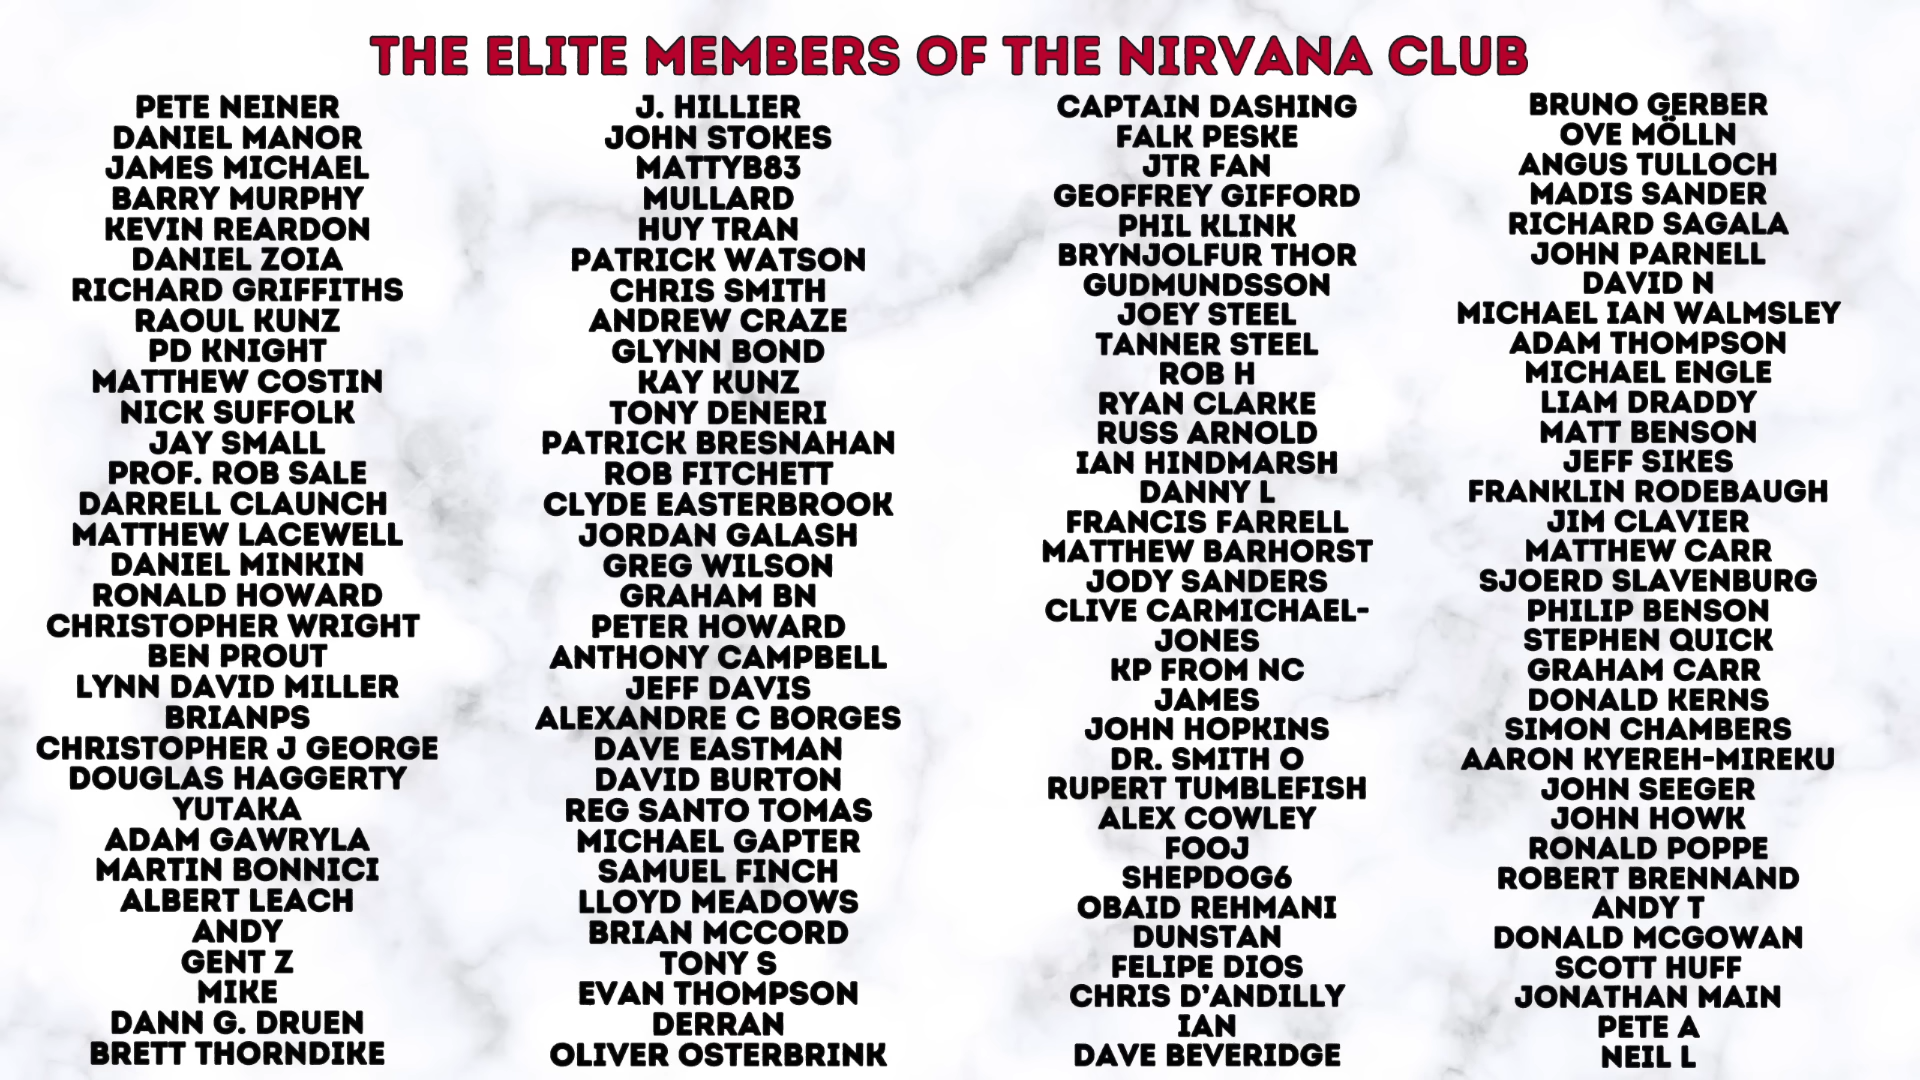 THE ELITE MEMBERS OF THE NIRVANA CLUB
PETE NEINER
DANIEL MANOR
JAMES MICHAEL
BARRY MURPHY
KEVIN REARDON
DANIEL ZOIA
RICHARD GRIFFITHS
RAOUL KUNZ
PD KNIGHT
MATTHEW COSTIN
NICK SUFFOLK
JAY SMALL
PROF. ROB SALE
DARRELL CLAUNCH
MATTHEW LACEWELL
DANIEL MINKIN
RONALD HOWARD
CHRISTOPHER WRIGHT
BEN PROUT
LYNN DAVID MILLER
BRIANPS
CHRISTOPHER J GEORGE
DOUGLAS HAGGERTY
YUTAKA
ADAM GAWRYLA
MARTIN BONNICI
ALBERT LEACH
ANDY
GENT Z
MIKE
DANN G. DRUEN
BRETT THORNDIKE
J. HILLIER
JOHN STOKES
MATTYB83
MULLARD
HUY TRAN
PATRICK WATSON
CHRIS SMITH
ANDREW CRAZE
GLYNN BOND
KAY KUNZ
TONY DENERI
PATRICK BRESNAHAN
ROB FITCHETT
CLYDE EASTERBROOK
JORDAN GALASH
GREG WILSON
GRAHAM BN
PETER HOWARD
ANTHONY CAMPBELL
JEFF DAVIS
ALEXANDRE C BORGES
DAVE EASTMAN
DAVID BURTON
REG SANTO TOMAS
MICHAEL GAPTER
SAMUEL FINCH
LLOYD MEADOWS
BRIAN MCCORD
TONY S
EVAN THOMPSON
DERRAN
OLIVER OSTERBRINK
CAPTAIN DASHING
FALK PESKE
JTR FAN
GEOFFREY GIFFORD
PHIL KLINK
BRYNJOLFUR THOR
GUDMUNDSSON
JOEY STEEL
TANNER STEEL
ROB H
RYAN CLARKE
RUSS ARNOLD
IAN HINDMARSH
DANNY L
FRANCIS FARRELL
MATTHEW BARHORST
JODY SANDERS
CLIVE CARMICHAEL-
JONES
KP FROM NC
JAMES
JOHN HOPKINS
DR. SMITH O
RUPERT TUMBLEFISH
ALEX COWLEY
FOOJ
SHEPDOG6
OBAID REHMANI
DUNSTAN
FELIPE DIOS
CHRIS D'ANDILLY
IAN
DAVE BEVERIDGE
BRUNO GERBER
OVE MÖLLN
ANGUS TULLOCH
MADIS SANDER
RICHARD SAGALA
JOHN PARNELL
DAVID N
MICHAEL IAN WALMSLEY
ADAM THOMPSON
MICHAEL ENGLE
LIAM DRADDY
MATT BENSON
JEFF SIKES
FRANKLIN RODEBAUGH
JIM CLAVIER
MATTHEW CARR
SJOERD SLAVENBURG
PHILIP BENSON
STEPHEN QUICK
GRAHAM CARR
DONALD KERNS
SIMON CHAMBERS
AARON KYEREH-MIREKU
JOHN SEEGER
JOHN HOWK
RONALD POPPE
ROBERT BRENNAND
ANDY T
DONALD MCGOWAN
SCOTT HUFF
JONATHAN MAIN
PETE A
NEIL L